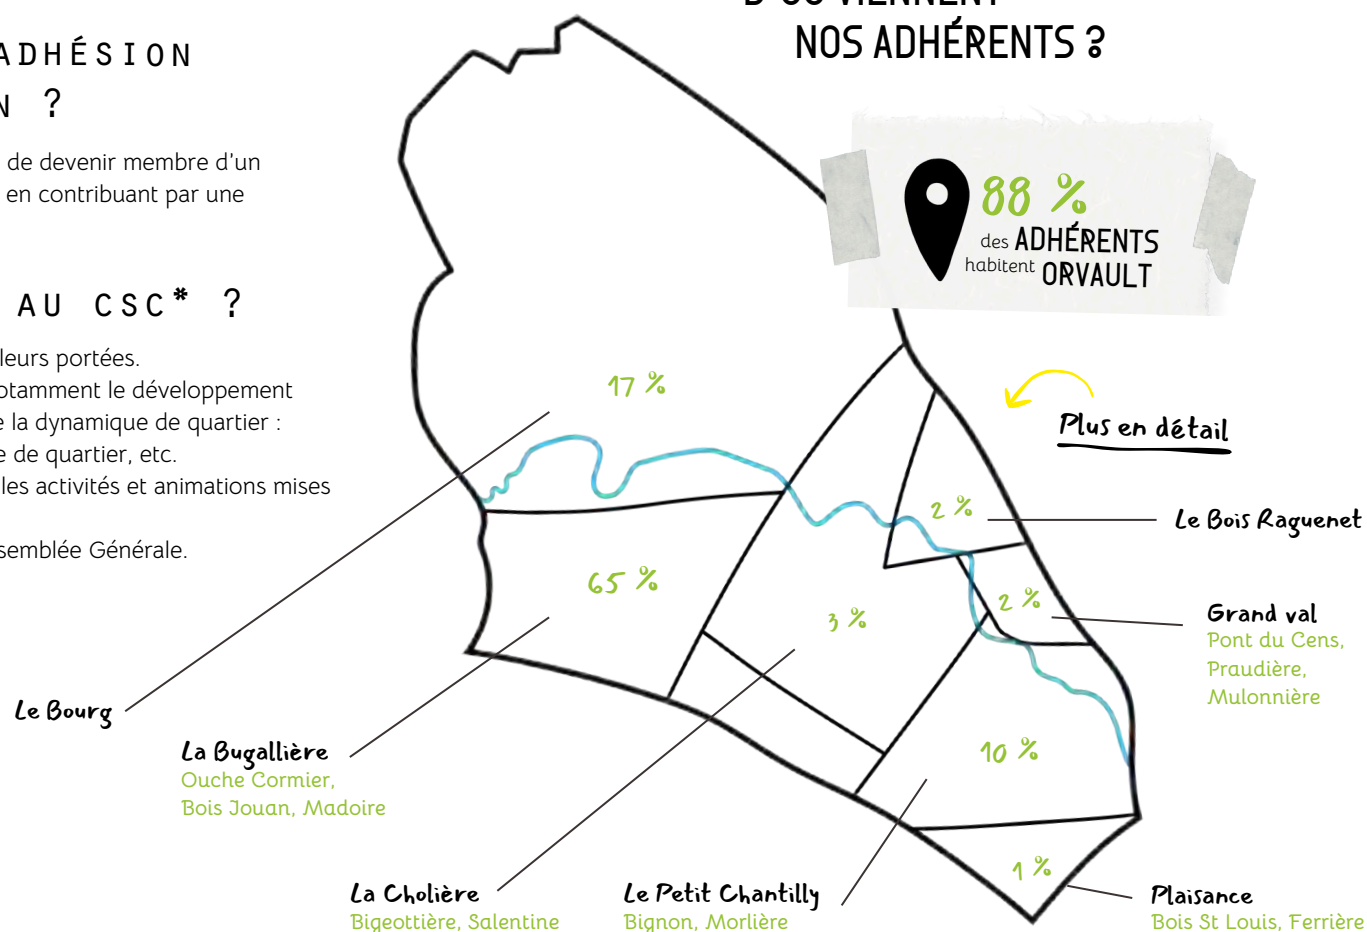 ADHÉSION
N ?
de devenir membre d'un
en contribuant par une
AU CSC* ?
leurs portées.
notamment le développement
e la dynamique de quartier :
e de quartier, etc.
les activités et animations mises
semblée Générale.
D'OÙ VIENNENT
NOS ADHÉRENTS ?
88 %
des ADHÉRENTS
habitent ORVAULT
Plus en détail
17 %
65 %
3 %
2 %
2 %
10 %
1 %
Le Bois Raguenet
Grand val
Pont du Cens,
Praudière,
Mulonnière
Le Bourg
La Bugallière
Ouche Cormier,
Bois Jouan, Madoire
La Cholière
Bigeottière, Salentine
Le Petit Chantilly
Bignon, Morlière
Plaisance
Bois St Louis, Ferrière